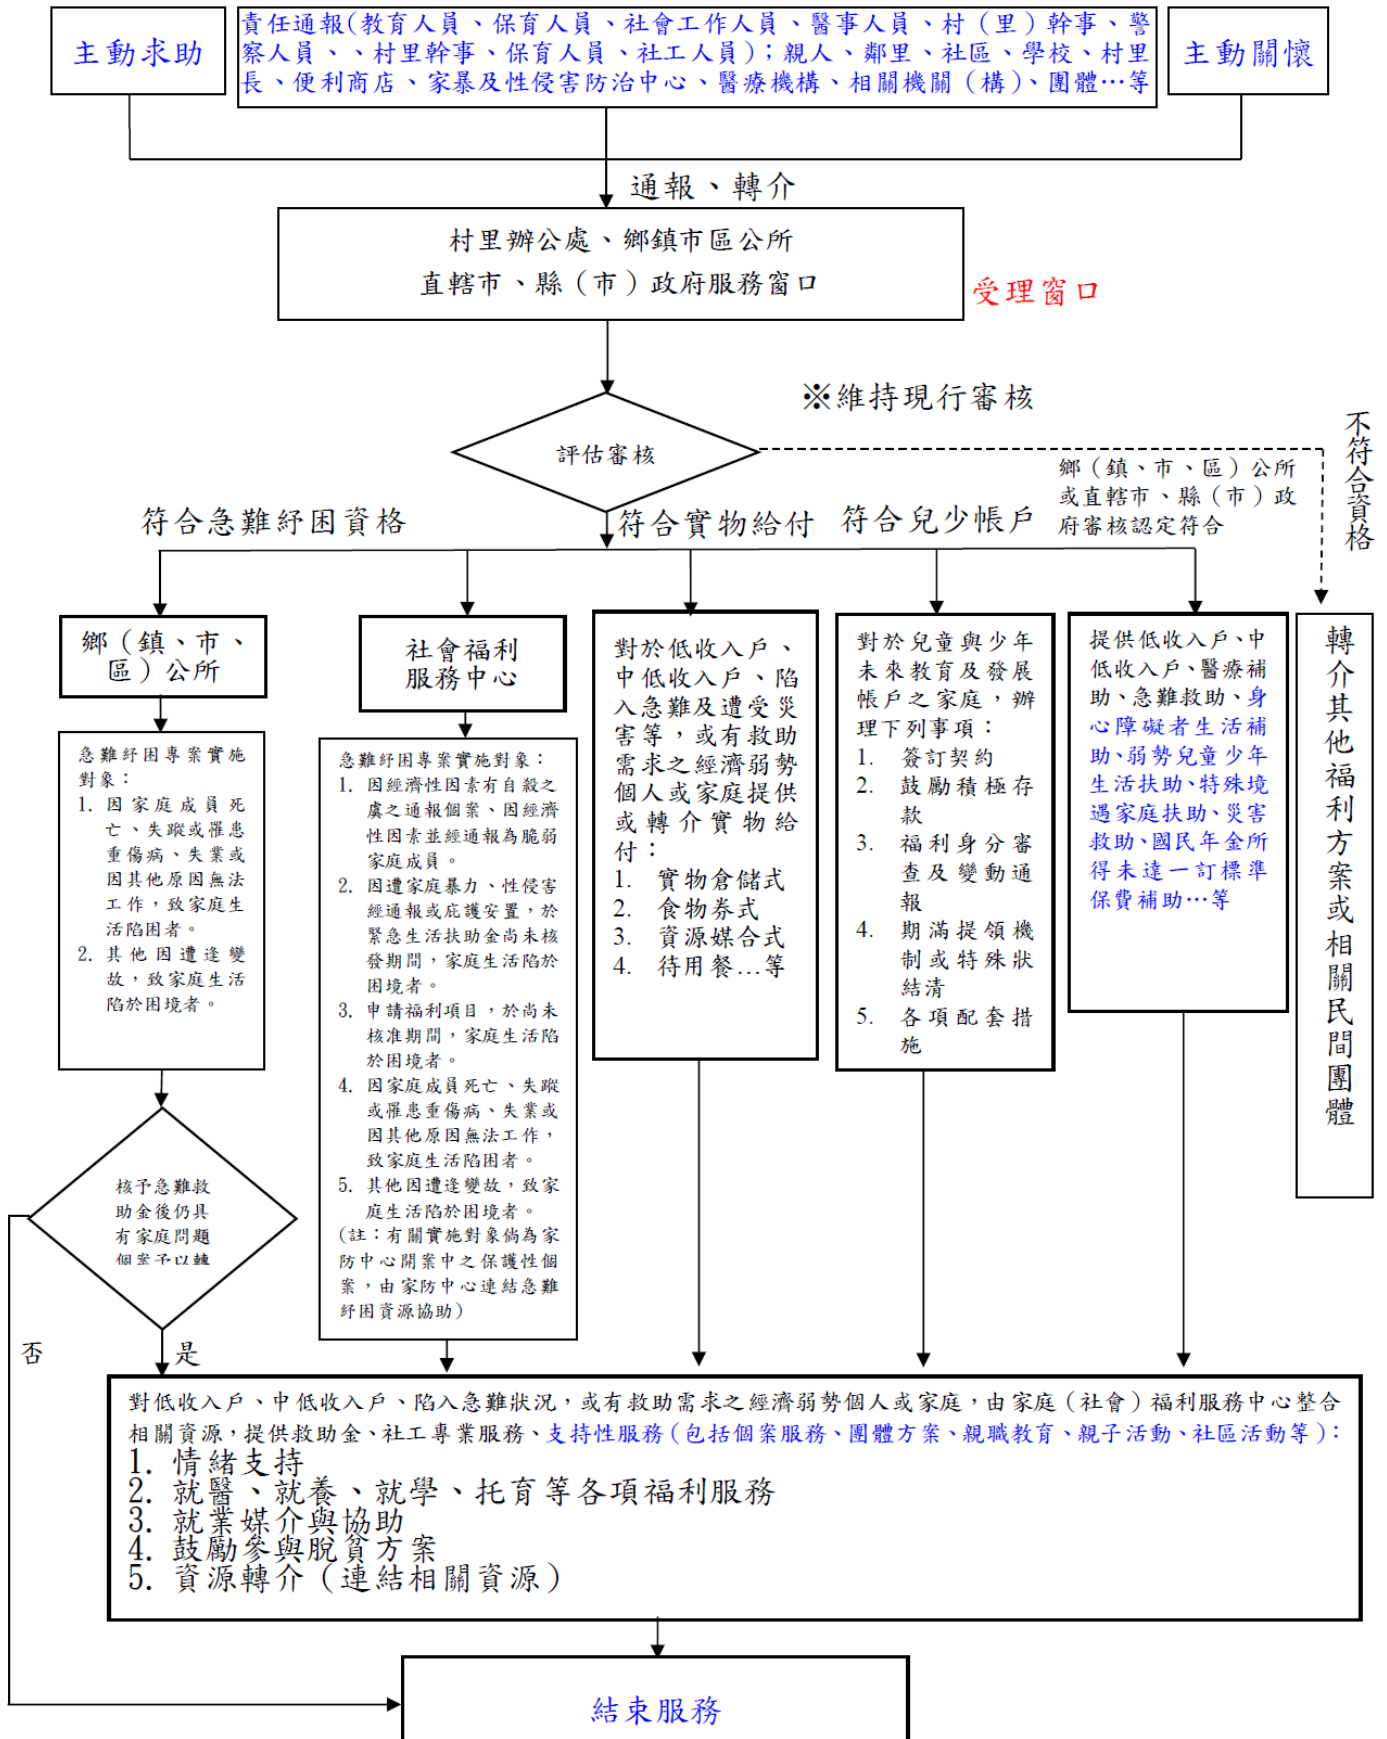 主動求助
責任通報(教育人員、保育人員、社會工作人員、醫事人員、村（里）幹事、警
察人員、、村里幹事、保育人員、社工人員)；親人、鄰里、社區、學校、村里
長、便利商店、家暴及性侵害防治中心、醫療機構、相關機關（構）、團體…等
主動關懷
通報、轉介
村里辦公處、鄉鎮市區公所
直轄市、縣（市）政府服務窗口
受理窗口
※維持現行審核
評估審核
不符合資格
鄉（鎮、市、區）公所
或直轄市、縣（市）政
府審核認定符合
符合急難紓困資格
符合實物給付
符合兒少帳戶
鄉（鎮、市、
區）公所
急難紓困專案實施
對象：
1. 因家庭成員死
亡、失蹤或罹患
重傷病、失業或
因其他原因無法
工作，致家庭生
活陷困者。
2. 其他因遭逢變
故，致家庭生活
陷於困境者。
社會福利
服務中心
急難紓困專案實施對象：
1. 因經濟性因素有自殺之
虞之通報個案、因經濟
性因素並經通報為脆弱
家庭成員。
2. 因遭家庭暴力、性侵害
經通報或庇護安置，於
緊急生活扶助金尚未核
發期間，家庭生活陷於
困境者。
3. 申請福利項目，於尚未
核准期間，家庭生活陷
於困境者。
4. 因家庭成員死亡、失蹤
或罹患重傷病、失業或
因其他原因無法工作，
致家庭生活陷困者。
5. 其他因遭逢變故，致家
庭生活陷於困境者。
(註：有關實施對象倘為家
防中心開案中之保護性個
案，由家防中心連結急難
紓困資源協助)
對於低收入戶、
中低收入戶、陷
入急難及遭受災
害等，或有救助
需求之經濟弱勢
個人或家庭提供
或轉介實物給
付：
1. 實物倉儲式
2. 食物券式
3. 資源媒合式
4. 待用餐…等
對於兒童與少年
未來教育及發展
帳戶之家庭，辦
理下列事項：
1. 簽訂契約
2. 鼓勵積極存
款
3. 福利身分審
查及變動通
報
4. 期滿提領機
制或特殊狀
結清
5. 各項配套措
施
提供低收入戶、中
低收入戶、醫療補
助、急難救助、身
心障礙者生活補
助、弱勢兒童少年
生活扶助、特殊境
遇家庭扶助、災害
救助、國民年金所
得未達一訂標準
保費補助…等
轉介其他福利方案或相關民間團體
核予急難救
助金後仍具
有家庭問題
個案予以轉
否
是
對低收入戶、中低收入戶、陷入急難狀況，或有救助需求之經濟弱勢個人或家庭，由家庭（社會）福利服務中心整合
相關資源，提供救助金、社工專業服務、支持性服務(包括個案服務、團體方案、親職教育、親子活動、社區活動等)：
1. 情緒支持
2. 就醫、就養、就學、托育等各項福利服務
3. 就業媒介與協助
4. 鼓勵參與脫貧方案
5. 資源轉介（連結相關資源）
結束服務